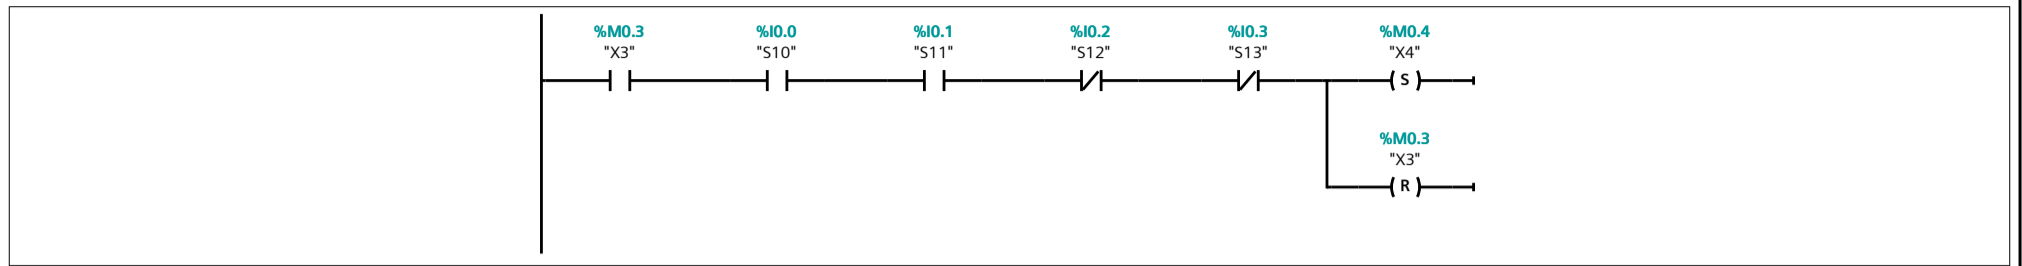 %M0.3 %I0.0 %I0.1 %I0.2 %I0.3 %M0.4
"X3" "S10" "S11" "S12" "S13" "X4"
S
%M0.3
"X3"
R